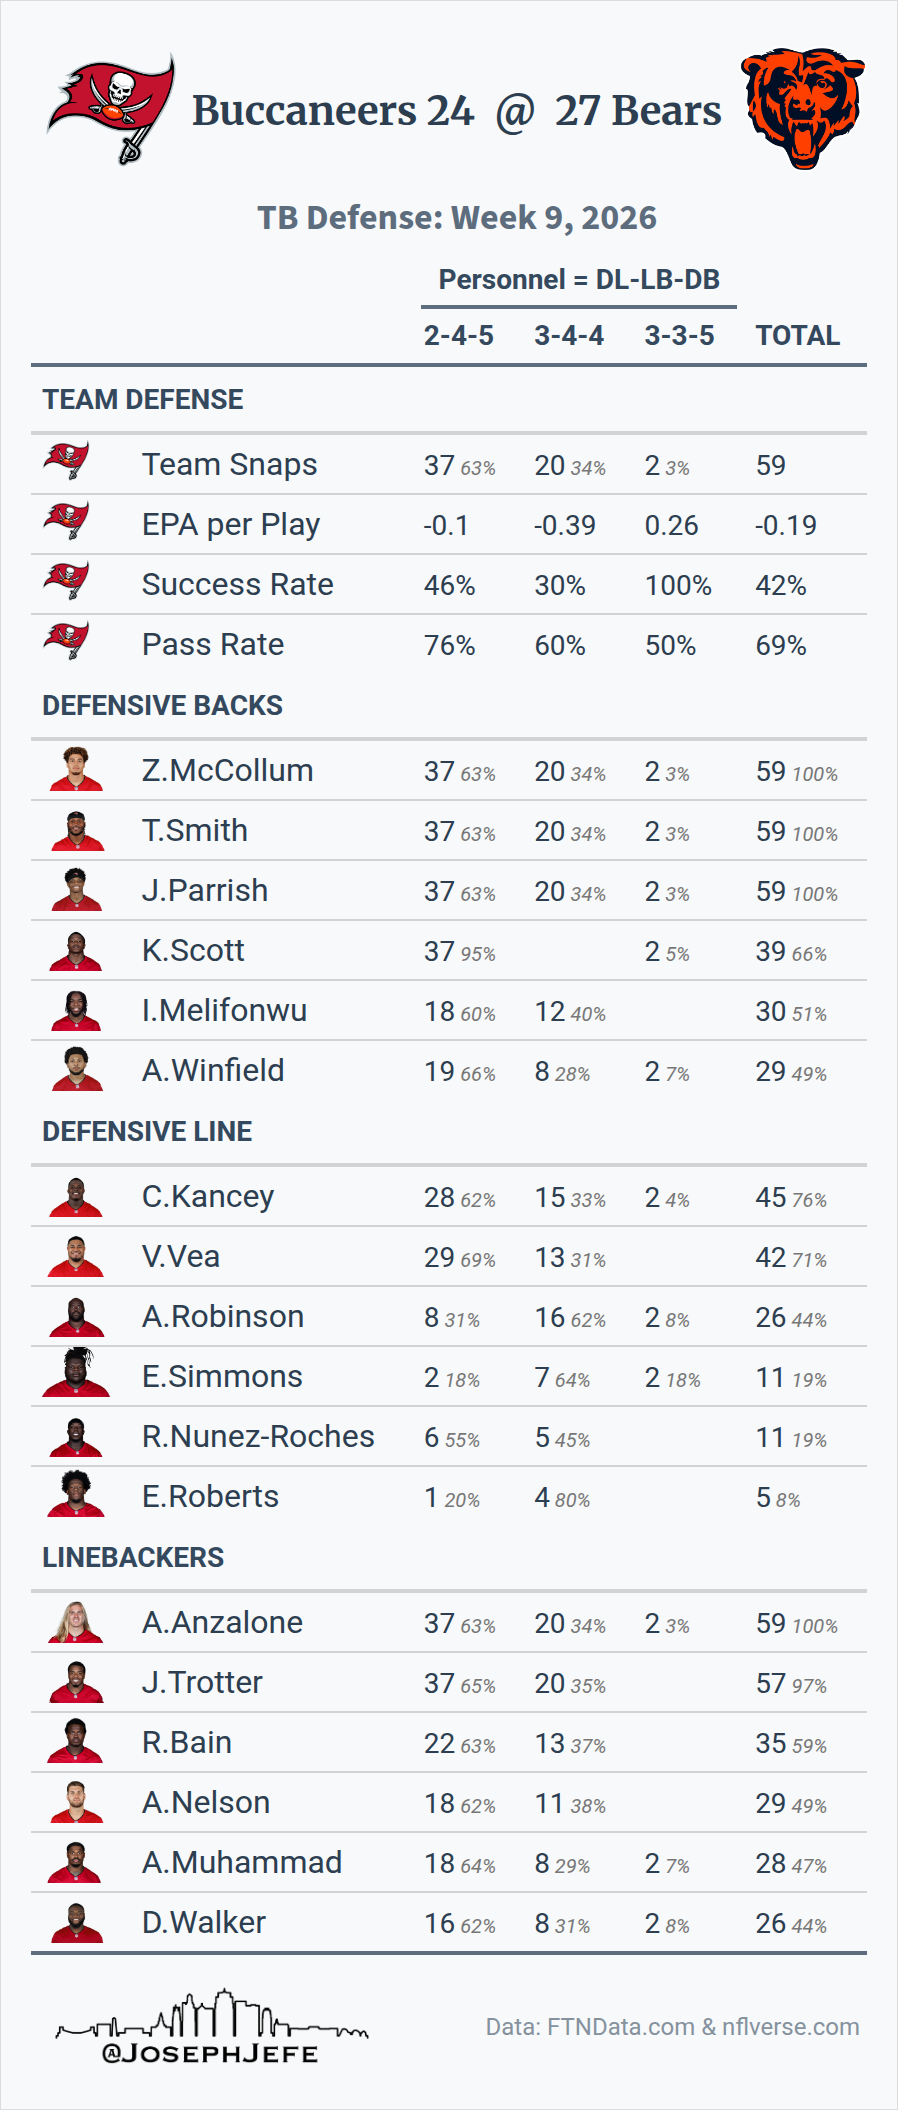 Buccaneers 24 @ 27 Bears
TB Defense: Week 9, 2026
Personnel = DL-LB-DB
2-4-5 3-4-4 3-3-5 TOTAL
TEAM DEFENSE
Team Snaps 37 63% 20 34% 2 3% 59
EPA per Play -0.1 -0.39 0.26 -0.19
Success Rate 46% 30% 100% 42%
Pass Rate 76% 60% 50% 69%
DEFENSIVE BACKS
Z.McCollum 37 63% 20 34% 2 3% 59 100%
T.Smith 37 63% 20 34% 2 3% 59 100%
J.Parrish 37 63% 20 34% 2 3% 59 100%
K.Scott 37 95% 2 5% 39 66%
I.Melifonwu 18 60% 12 40% 30 51%
A.Winfield 19 66% 8 28% 2 7% 29 49%
DEFENSIVE LINE
C.Kancey 28 62% 15 33% 2 4% 45 76%
V.Vea 29 69% 13 31% 42 71%
A.Robinson 8 31% 16 62% 2 8% 26 44%
E.Simmons 2 18% 7 64% 2 18% 11 19%
R.Nunez-Roches 6 55% 5 45% 11 19%
E.Roberts 1 20% 4 80% 5 8%
LINEBACKERS
A.Anzalone 37 63% 20 34% 2 3% 59 100%
J.Trotter 37 65% 20 35% 57 97%
R.Bain 22 63% 13 37% 35 59%
A.Nelson 18 62% 11 38% 29 49%
A.Muhammad 18 64% 8 29% 2 7% 28 47%
D.Walker 16 62% 8 31% 2 8% 26 44%
@JOSEPHJEFE
Data: FTNData.com & nflverse.com